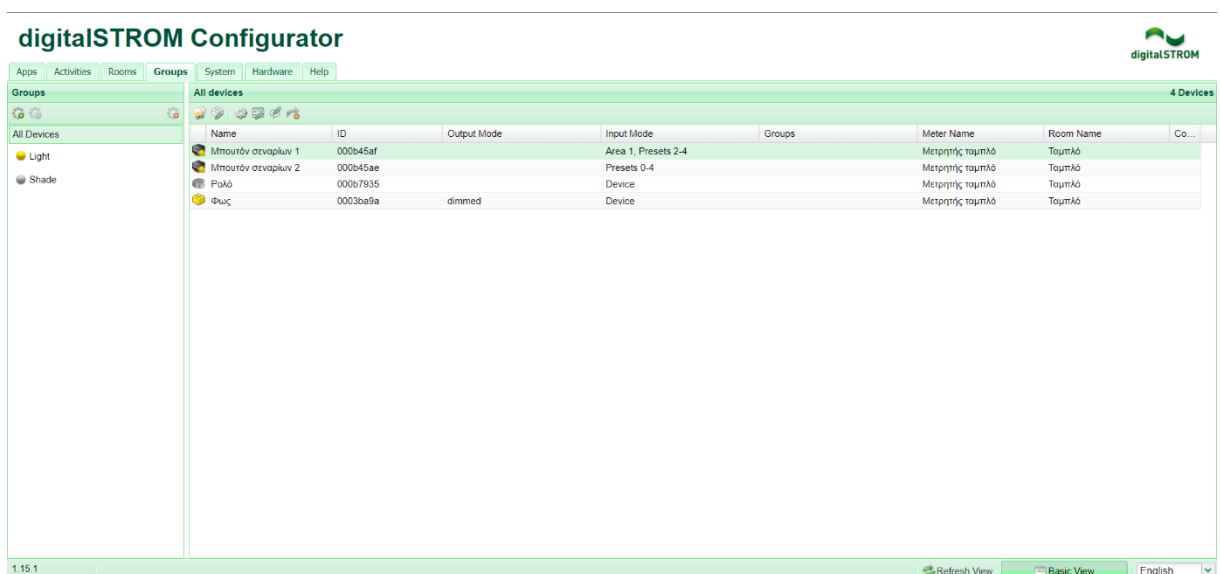 digitalSTROM Configurator
digitalSTROM
Apps Activities Rooms Groups System Hardware Help
Groups All devices 4 Devices
All Devices Name ID Output Mode Input Mode Groups Meter Name Room Name Co...
Light
Shade
Μπουτόν σεναρίων 1 000b45af Area 1, Presets 2-4 Μετρητής ταμπλό Ταμπλό
Μπουτόν σεναρίων 2 000b45ae Presets 0-4 Μετρητής ταμπλό Ταμπλό
Ρολό 000b7935 Device Μετρητής ταμπλό Ταμπλό
Φως 0003ba9a dimmed Device Μετρητής ταμπλό Ταμπλό
1.15.1 Refresh View Basic View English